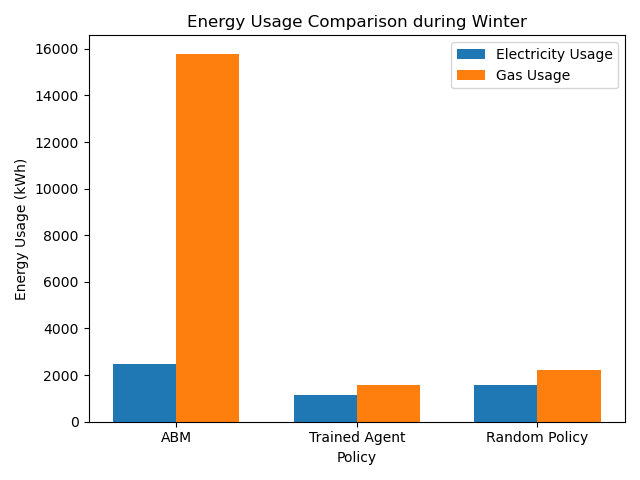 Energy Usage Comparison during Winter
Electricity Usage
Gas Usage
Energy Usage (kWh)
16000
14000
12000
10000
8000
6000
4000
2000
0
ABM
Trained Agent
Random Policy
Policy